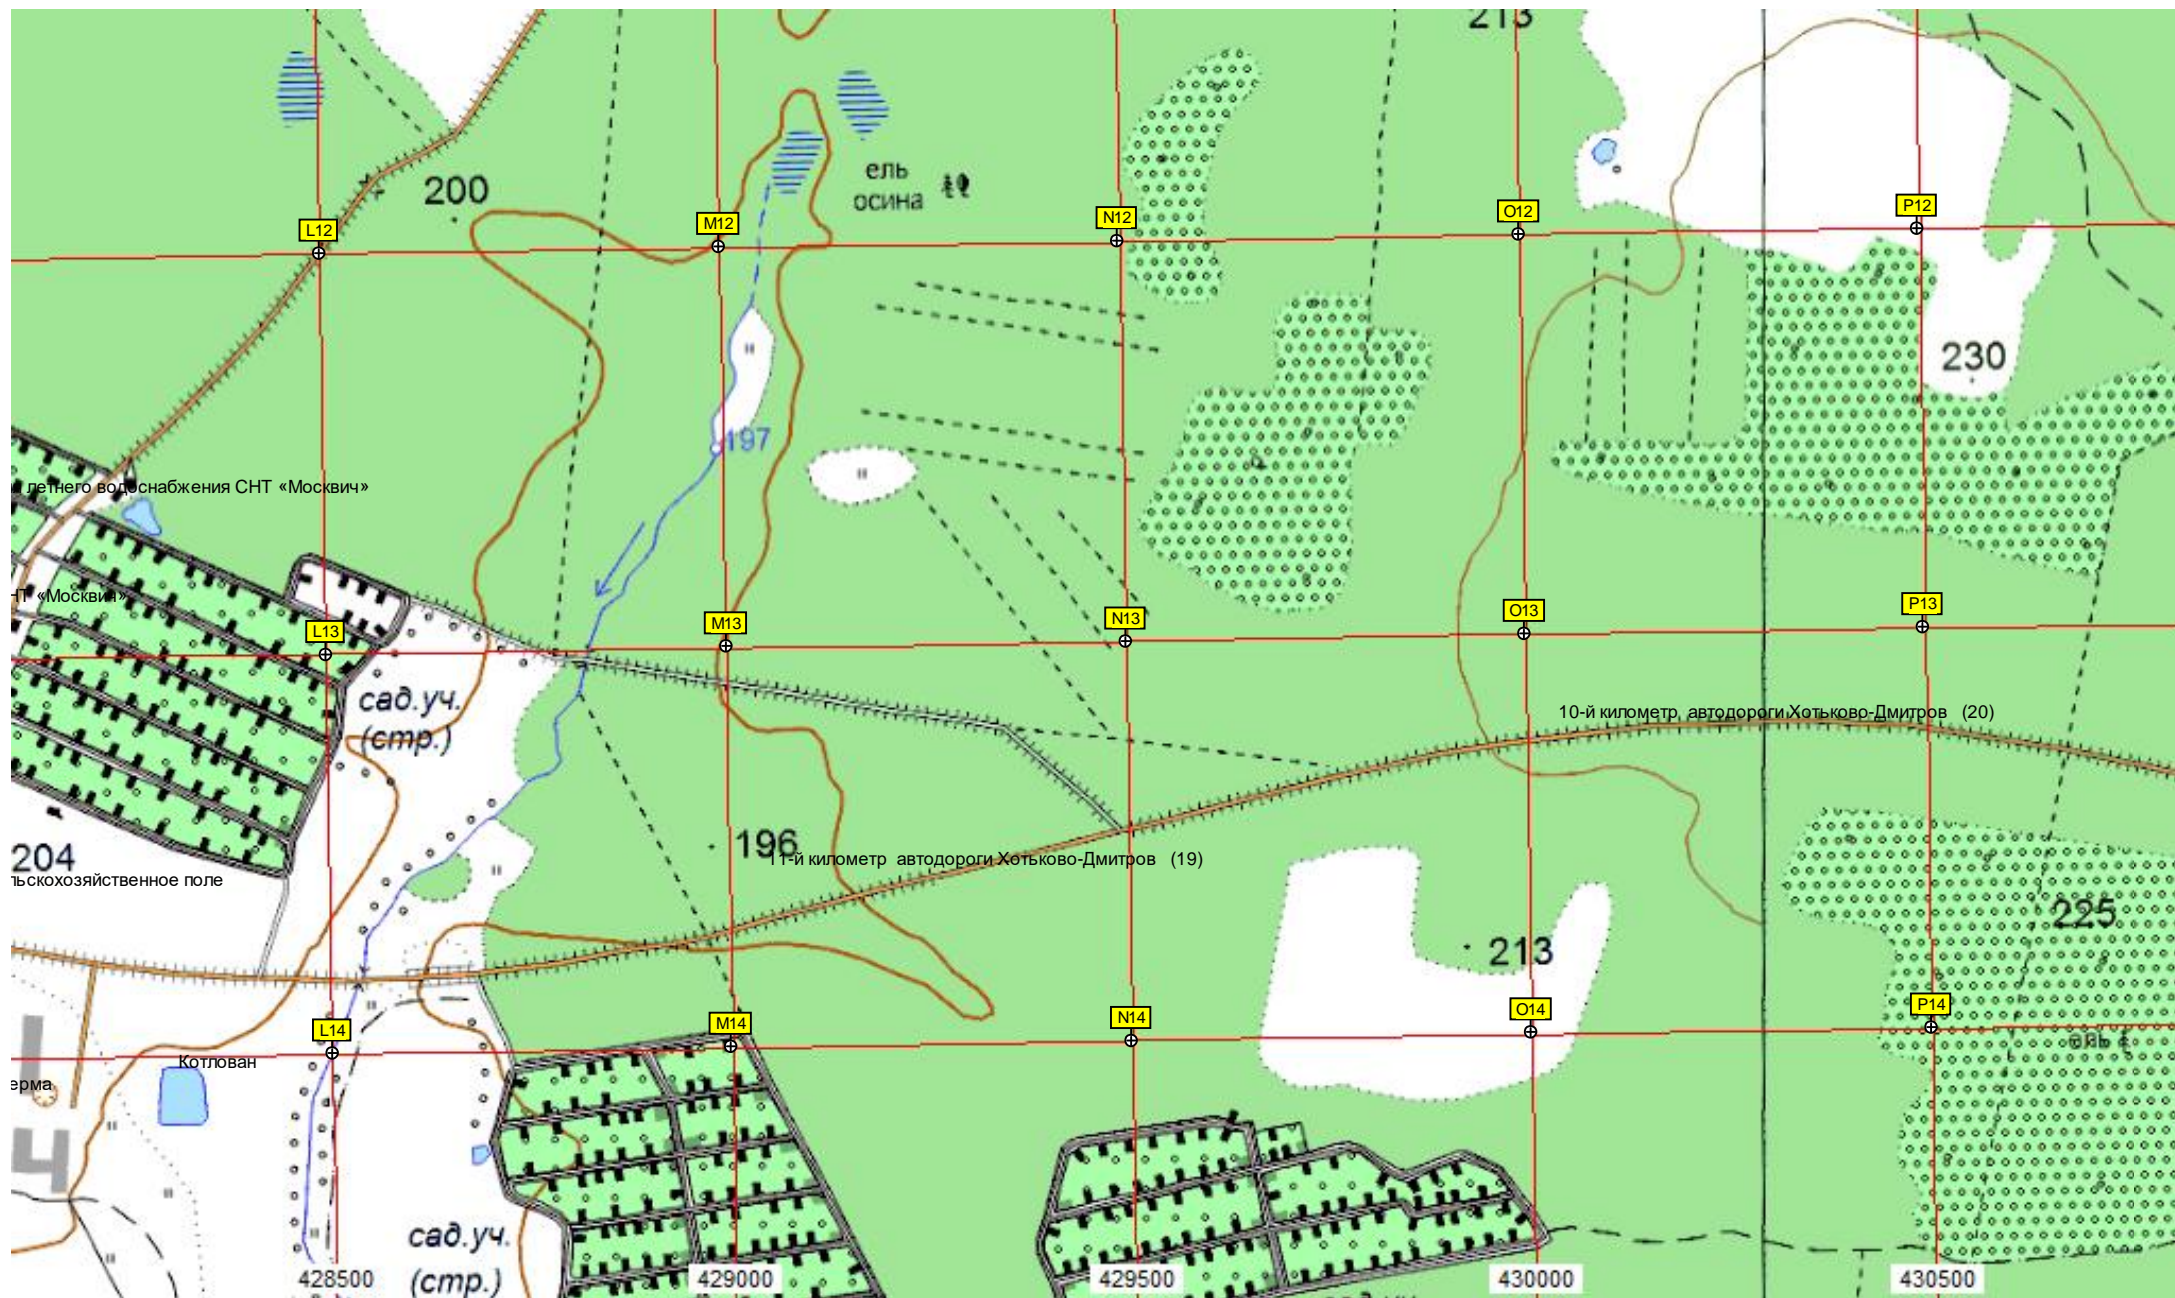 213
200
ель
осина
L12
M12
N12
O12
P12
230
197
летнего водоснабжения СНТ «Москвич»
НТ «Москвич»
L13
M13
N13
O13
P13
сад.уч.
(стр.)
10-й километр автодороги Хотьково-Дмитров (20)
196
204
11-й километр автодороги Хотьково-Дмитров (19)
льскохозяйственное поле
225
213
L14
M14
N14
O14
P14
Котлован
ерма
сад.уч.
(стр.)
428500
429000
429500
430000
430500